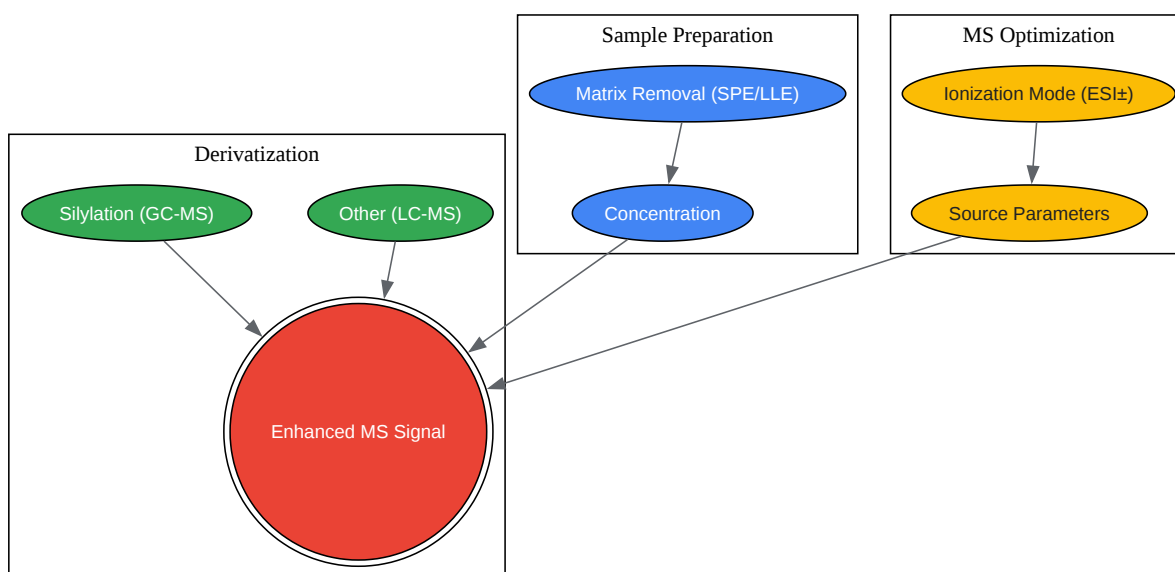 Sample Preparation
MS Optimization
Matrix Removal (SPE/LLE)
Ionization Mode (ESI±)
Derivatization
Silylation (GC-MS)
Other (LC-MS)
Concentration
Source Parameters
Enhanced MS Signal